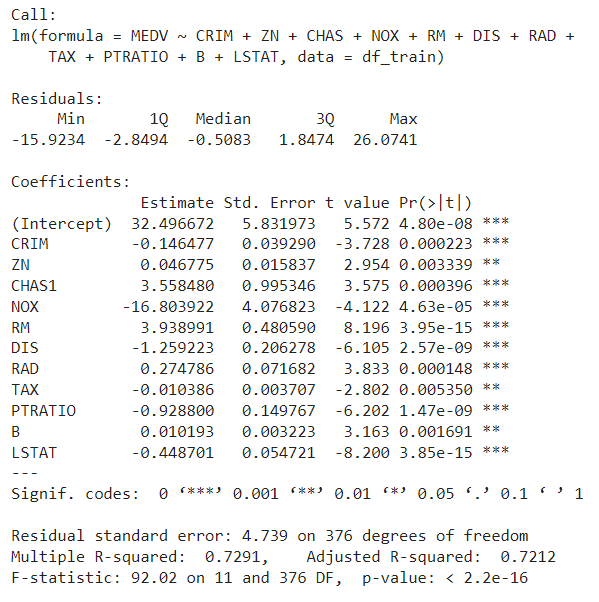 Call:
lm(formula = MEDV ~ CRIM + ZN + CHAS + NOX + RM + DIS + RAD +
    TAX + PTRATIO + B + LSTAT, data = df_train)

Residuals:
     Min       1Q   Median       3Q      Max
-15.9234  -2.8494  -0.5083   1.8474  26.0741

Coefficients:
              Estimate Std. Error t value Pr(>|t|)
(Intercept)  32.496672   5.831973   5.572 4.80e-08 ***
CRIM         -0.146477   0.039290  -3.728 0.000223 ***
ZN            0.046775   0.015837   2.954 0.003339 **
CHAS1         3.558480   0.995346   3.575 0.000396 ***
NOX         -16.803922   4.076823  -4.122 4.63e-05 ***
RM            3.938991   0.480590   8.196 3.95e-15 ***
DIS          -1.259223   0.206278  -6.105 2.57e-09 ***
RAD           0.274786   0.071682   3.833 0.000148 ***
TAX          -0.010386   0.003707  -2.802 0.005350 **
PTRATIO      -0.928800   0.149767  -6.202 1.47e-09 ***
B             0.010193   0.003223   3.163 0.001691 **
LSTAT        -0.448701   0.054721  -8.200 3.85e-15 ***
---
Signif. codes:  0 ‘***’ 0.001 ‘**’ 0.01 ‘*’ 0.05 ‘.’ 0.1 ‘ ’ 1

Residual standard error: 4.739 on 376 degrees of freedom
Multiple R-squared:  0.7291,	Adjusted R-squared:  0.7212
F-statistic: 92.02 on 11 and 376 DF,  p-value: < 2.2e-16